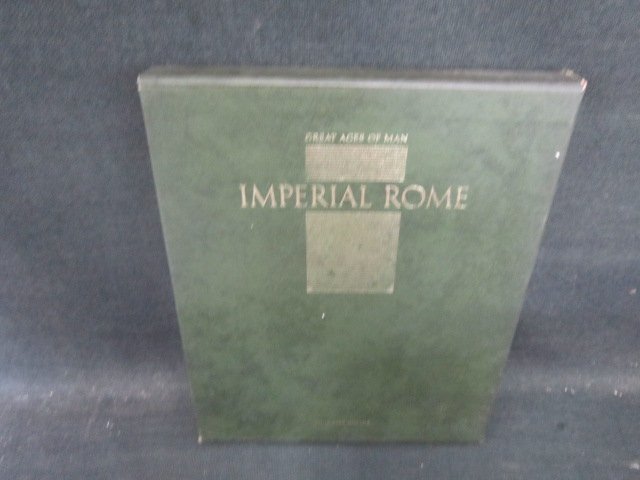 GREAT AGES OF MAN
IMPERIAL ROME